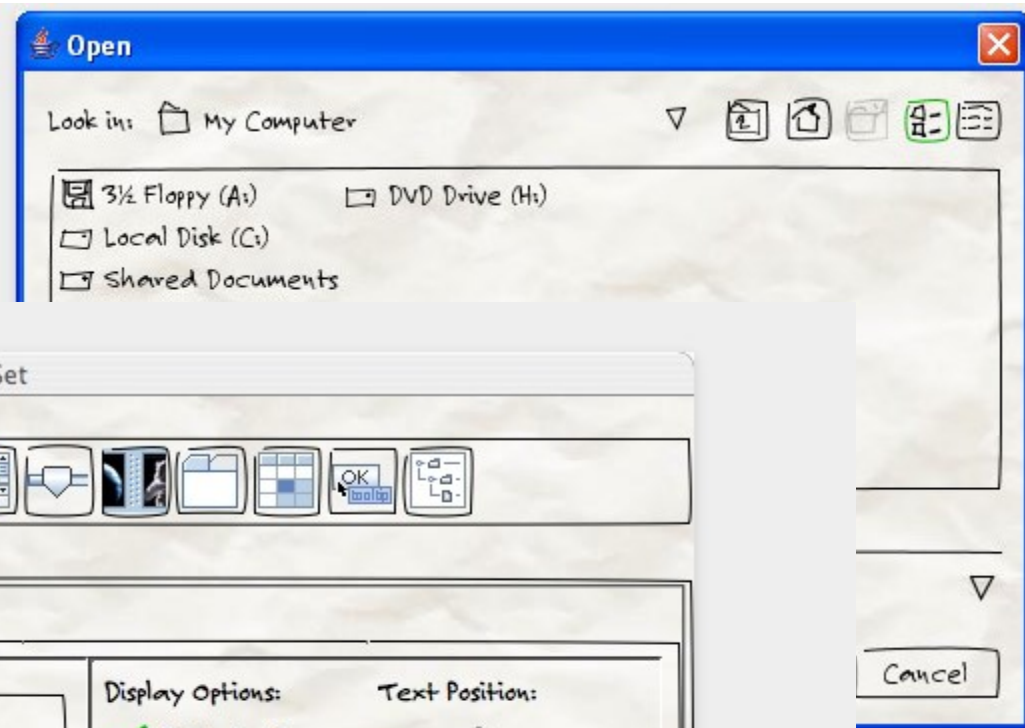 Open
Look in: My Computer
3½ Floppy (A:) DVD Drive (H:)
Local Disk (C:)
Shared Documents
Set
OK
tooltip
Display Options: Text Position:
Cancel